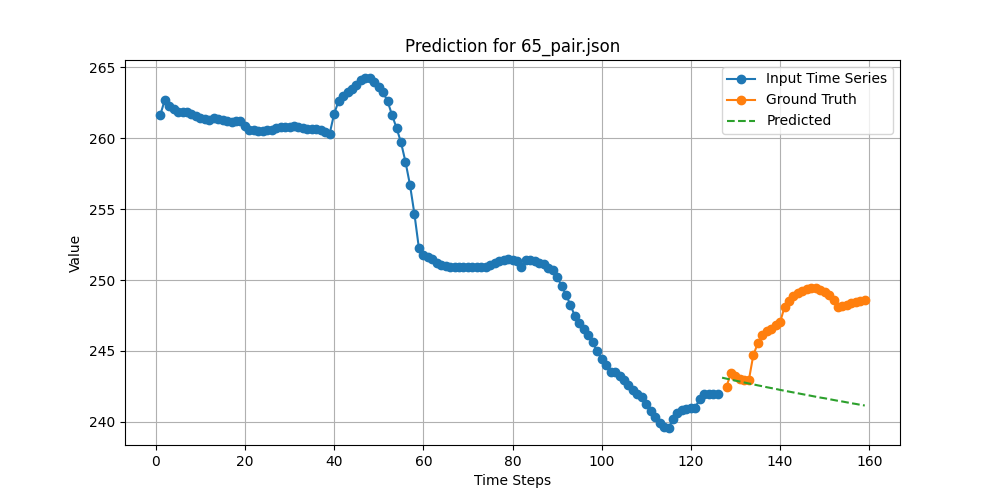 Prediction for 65_pair.json
265
260
255
250
245
240
Value
0 20 40 60 80 100 120 140 160
Time Steps
Input Time Series
Ground Truth
Predicted